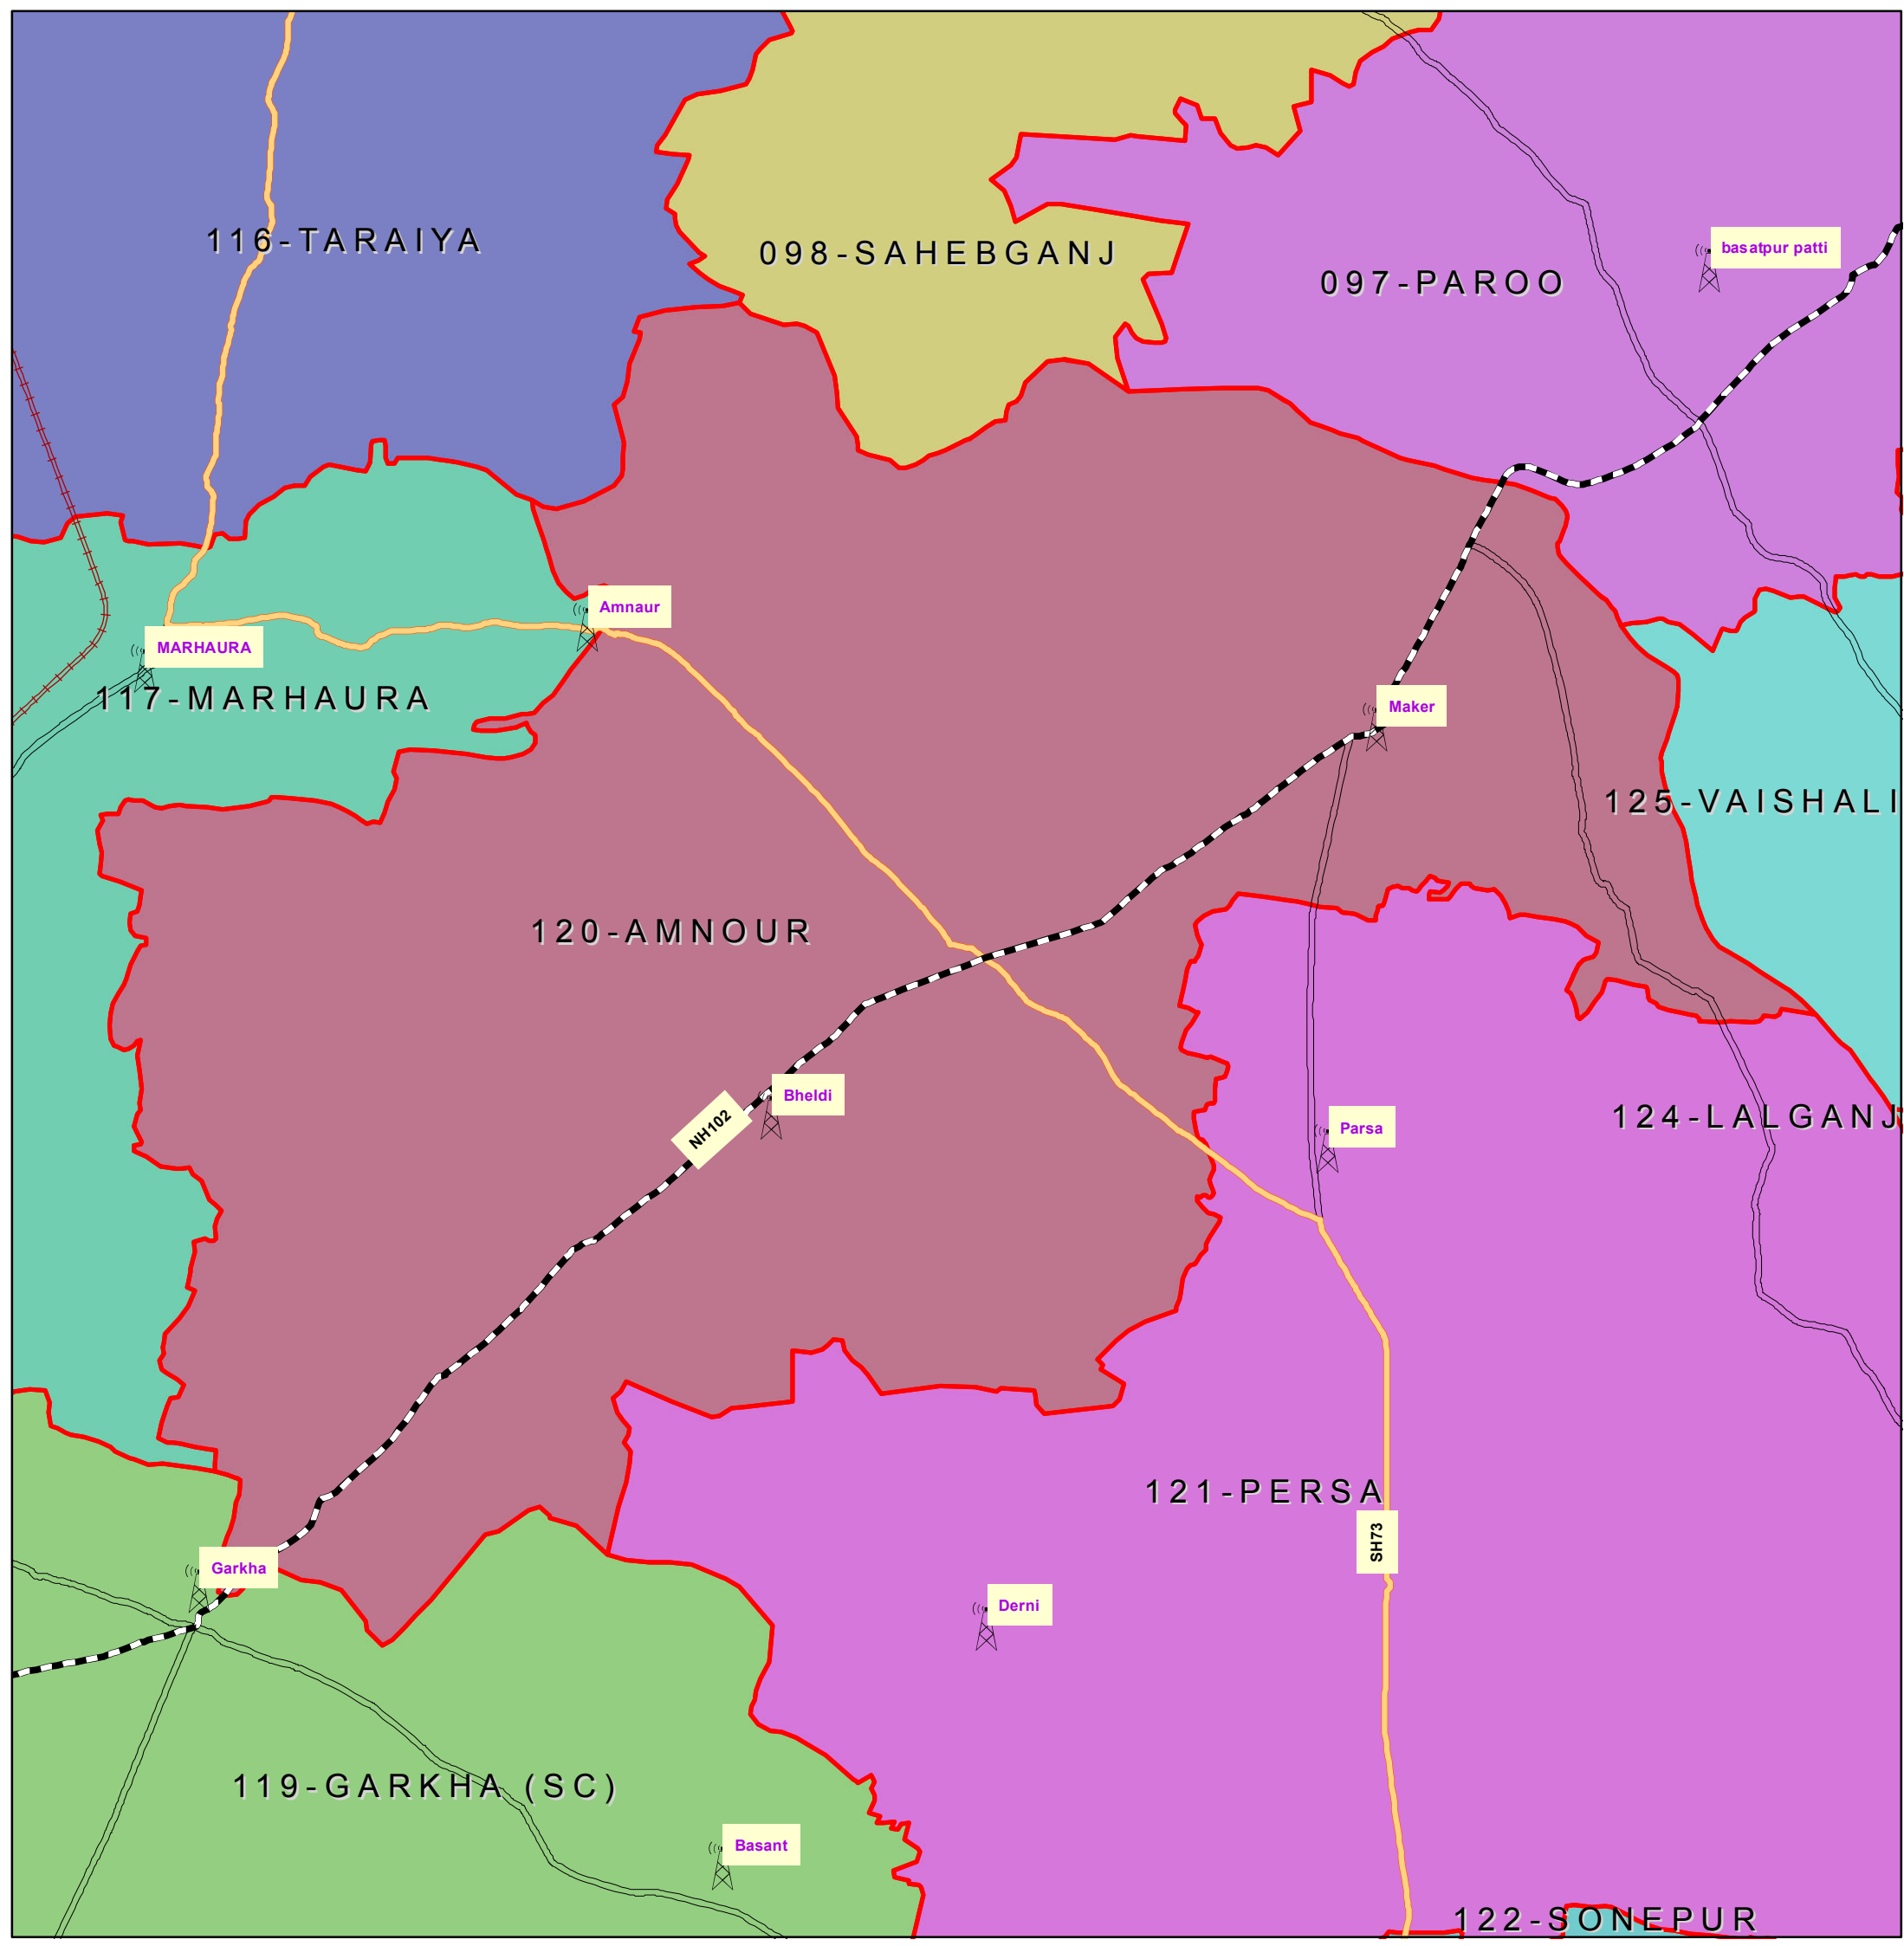 116-TARAIYA
098-SAHEBGANJ
097-PAROO
basatpur patti
Amnaur
MARHAURA
117-MARHAURA
Maker
125-VAISHALI
120-AMNOUR
Bheldi
NH102
Parsa
124-LALGANJ
121-PERSA
SH73
Garkha
Derni
119-GARKHA (SC)
Basant
122-SONEPUR